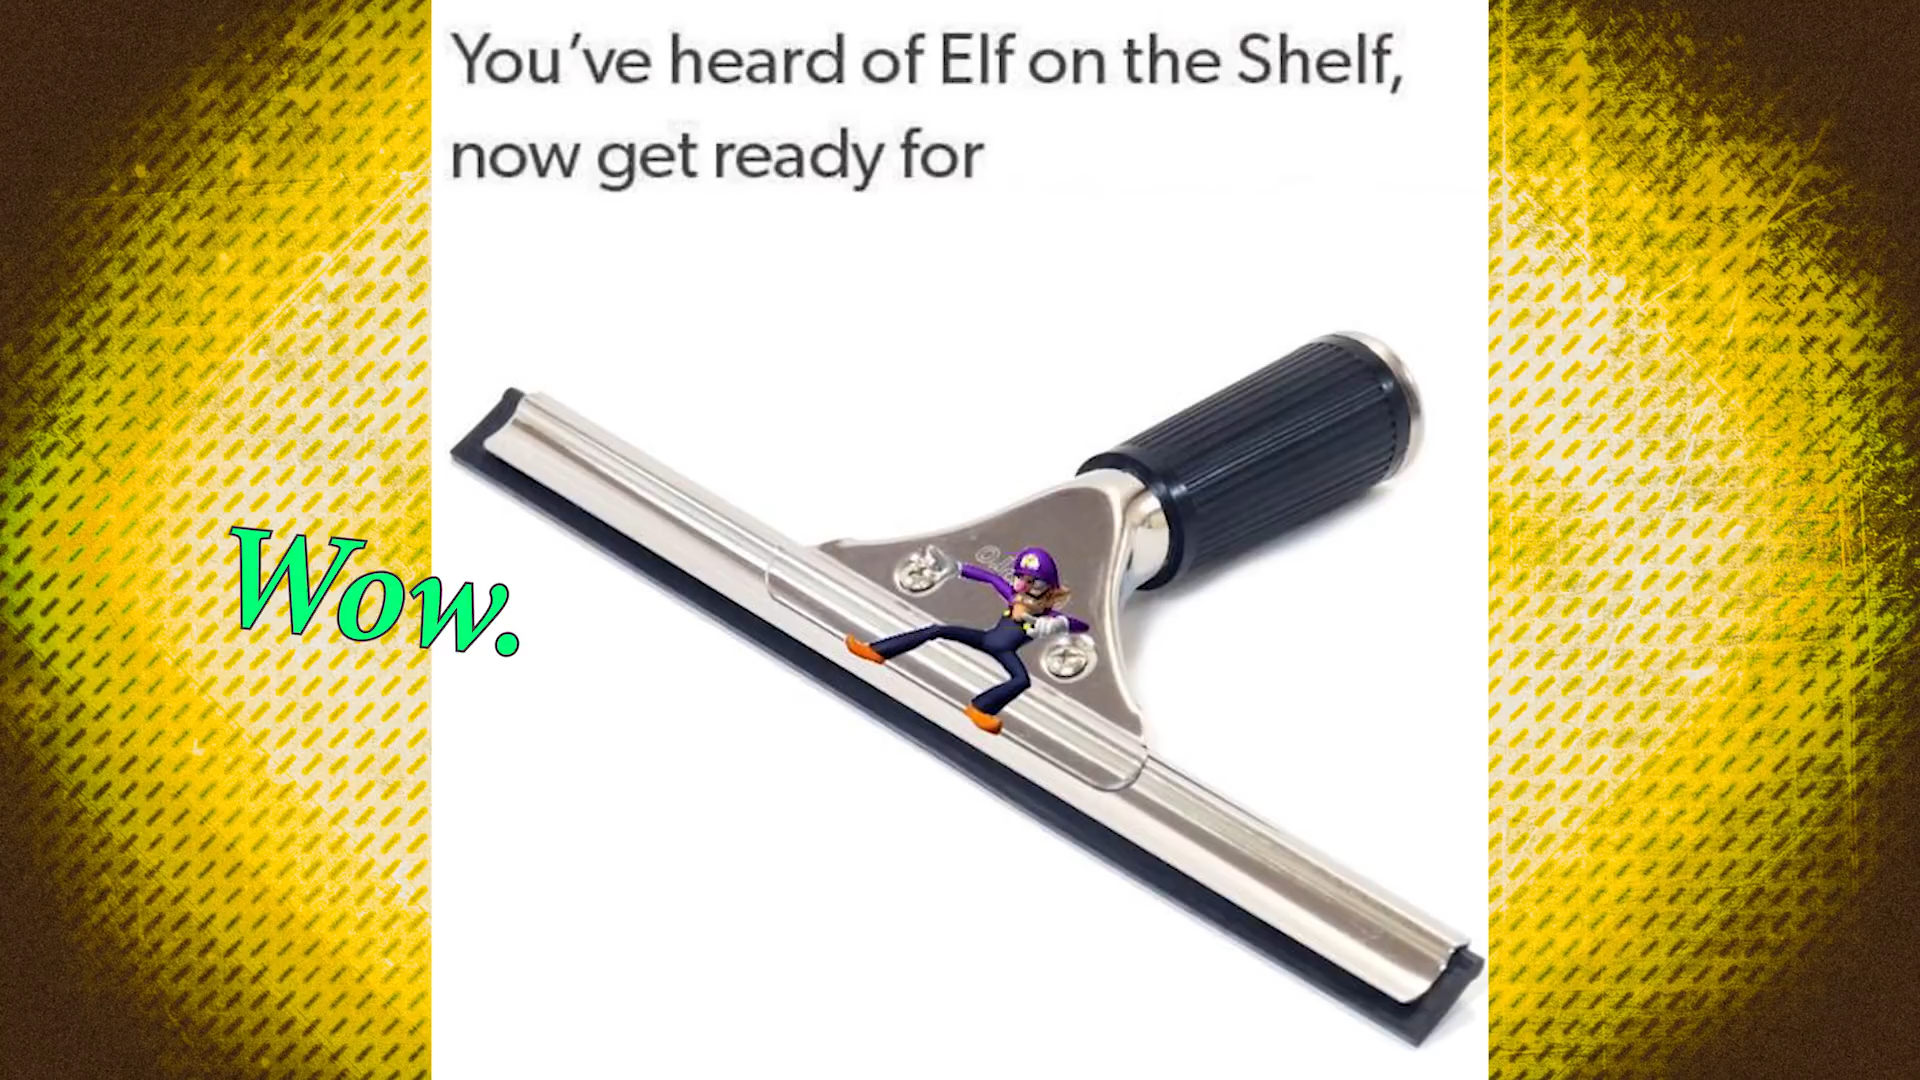 You've heard of Elf on the Shelf,
now get ready for
Wow.